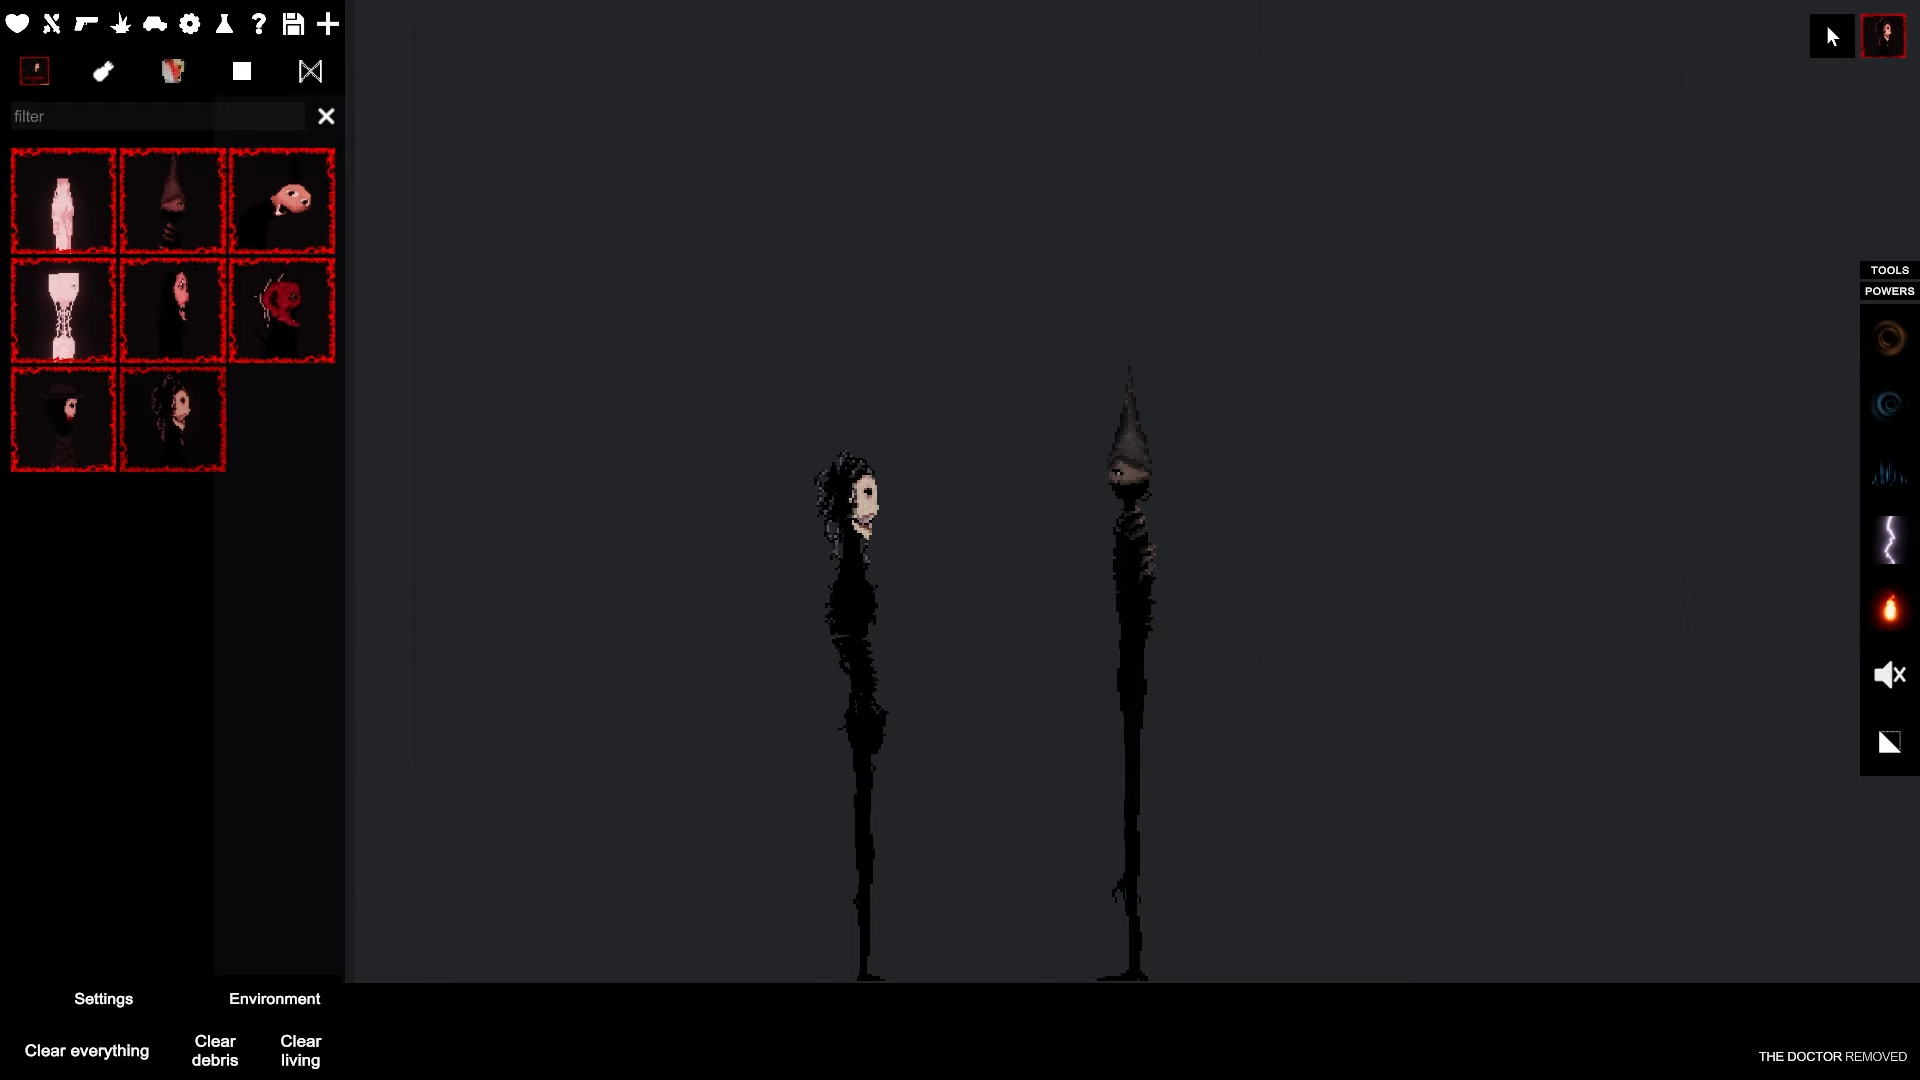 filter
TOOLS
POWERS
Settings
Environment
Clear everything
Clear
debris
Clear
living
THE DOCTOR REMOVED